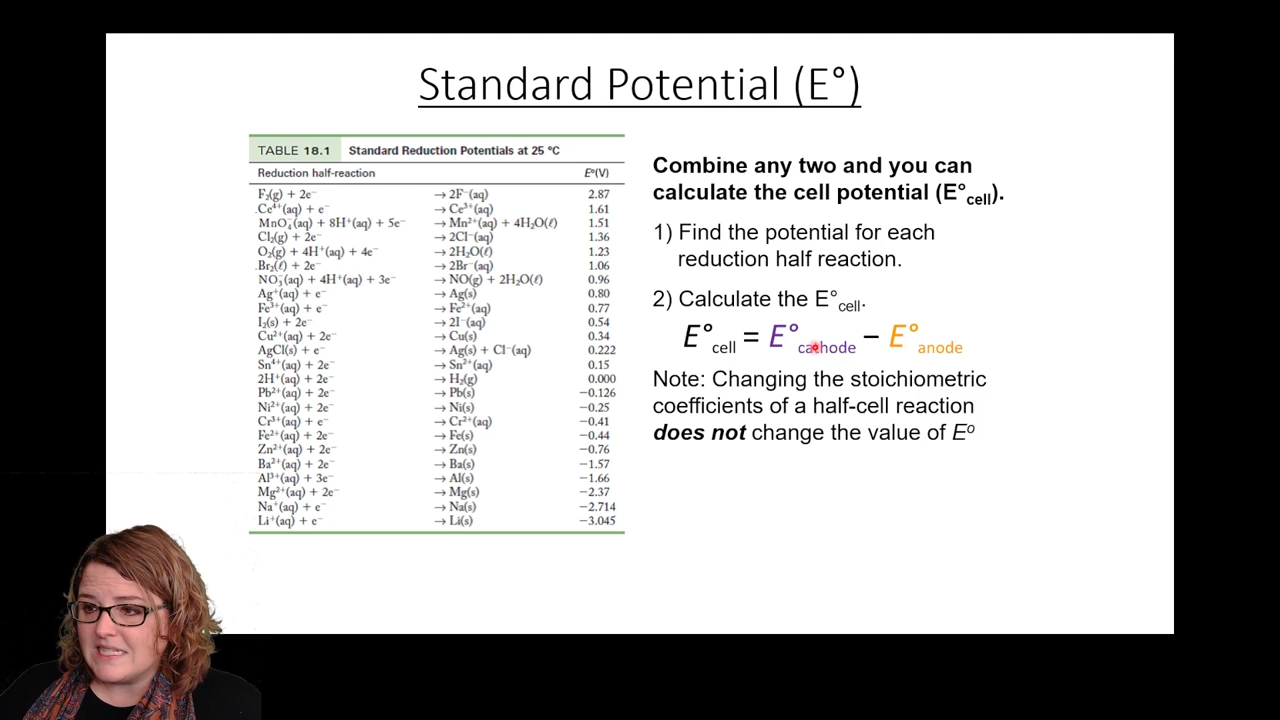 Standard Potential (E°)
TABLE 18.1 Standard Reduction Potentials at 25 °C
Reduction half-reaction E°(V)
F₂(g) + 2e⁻ → 2F⁻(aq) 2.87
Ce⁴⁺(aq) + e⁻ → Ce³⁺(aq) 1.61
MnO₄⁻(aq) + 8H⁺(aq) + 5e⁻ → Mn²⁺(aq) + 4H₂O(ℓ) 1.51
Cl₂(g) + 2e⁻ → 2Cl⁻(aq) 1.36
O₂(g) + 4H⁺(aq) + 4e⁻ → 2H₂O(ℓ) 1.23
Br₂(ℓ) + 2e⁻ → 2Br⁻(aq) 1.06
NO₃⁻(aq) + 4H⁺(aq) + 3e⁻ → NO(g) + 2H₂O(ℓ) 0.96
Ag⁺(aq) + e⁻ → Ag(s) 0.80
Fe³⁺(aq) + e⁻ → Fe²⁺(aq) 0.77
I₂(s) + 2e⁻ → 2I⁻(aq) 0.54
Cu²⁺(aq) + 2e⁻ → Cu(s) 0.34
AgCl(s) + e⁻ → Ag(s) + Cl⁻(aq) 0.222
Sn⁴⁺(aq) + 2e⁻ → Sn²⁺(aq) 0.15
2H⁺(aq) + 2e⁻ → H₂(g) 0.000
Pb²⁺(aq) + 2e⁻ → Pb(s) −0.126
Ni²⁺(aq) + 2e⁻ → Ni(s) −0.25
Cr³⁺(aq) + e⁻ → Cr²⁺(aq) −0.41
Fe²⁺(aq) + 2e⁻ → Fe(s) −0.44
Zn²⁺(aq) + 2e⁻ → Zn(s) −0.76
Ba²⁺(aq) + 2e⁻ → Ba(s) −1.57
Al³⁺(aq) + 3e⁻ → Al(s) −1.66
Mg²⁺(aq) + 2e⁻ → Mg(s) −2.37
Na⁺(aq) + e⁻ → Na(s) −2.714
Li⁺(aq) + e⁻ → Li(s) −3.045
Combine any two and you can
calculate the cell potential (E°cell).
1) Find the potential for each
reduction half reaction.
2) Calculate the E°cell.
E°cell = E°cathode − E°anode
Note: Changing the stoichiometric
coefficients of a half-cell reaction
does not change the value of Eº